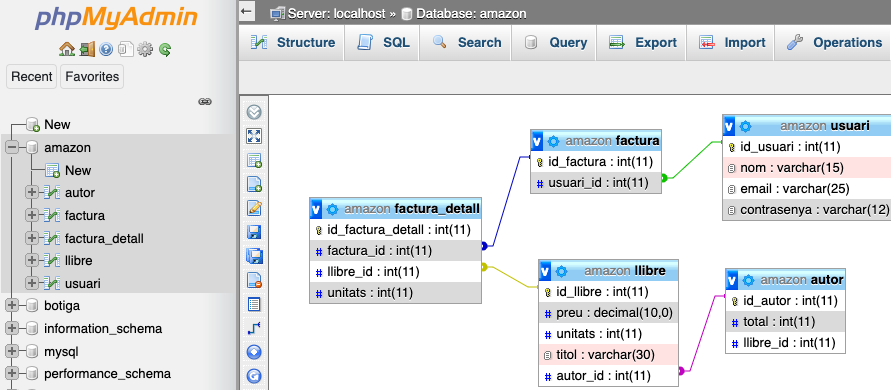 phpMyAdmin
Server: localhost » Database: amazon
Structure SQL Search Query Export Import Operations
Recent Favorites
New
amazon
New
autor
factura
factura_detall
llibre
usuari
botiga
information_schema
mysql
performance_schema
amazon factura_detall
id_factura_detall : int(11)
factura_id : int(11)
llibre_id : int(11)
unitats : int(11)
amazon factura
id_factura : int(11)
usuari_id : int(11)
amazon usuari
id_usuari : int(11)
nom : varchar(15)
email : varchar(25)
contrasenya : varchar(12)
amazon llibre
id_llibre : int(11)
preu : decimal(10,0)
unitats : int(11)
titol : varchar(30)
autor_id : int(11)
amazon autor
id_autor : int(11)
total : int(11)
llibre_id : int(11)